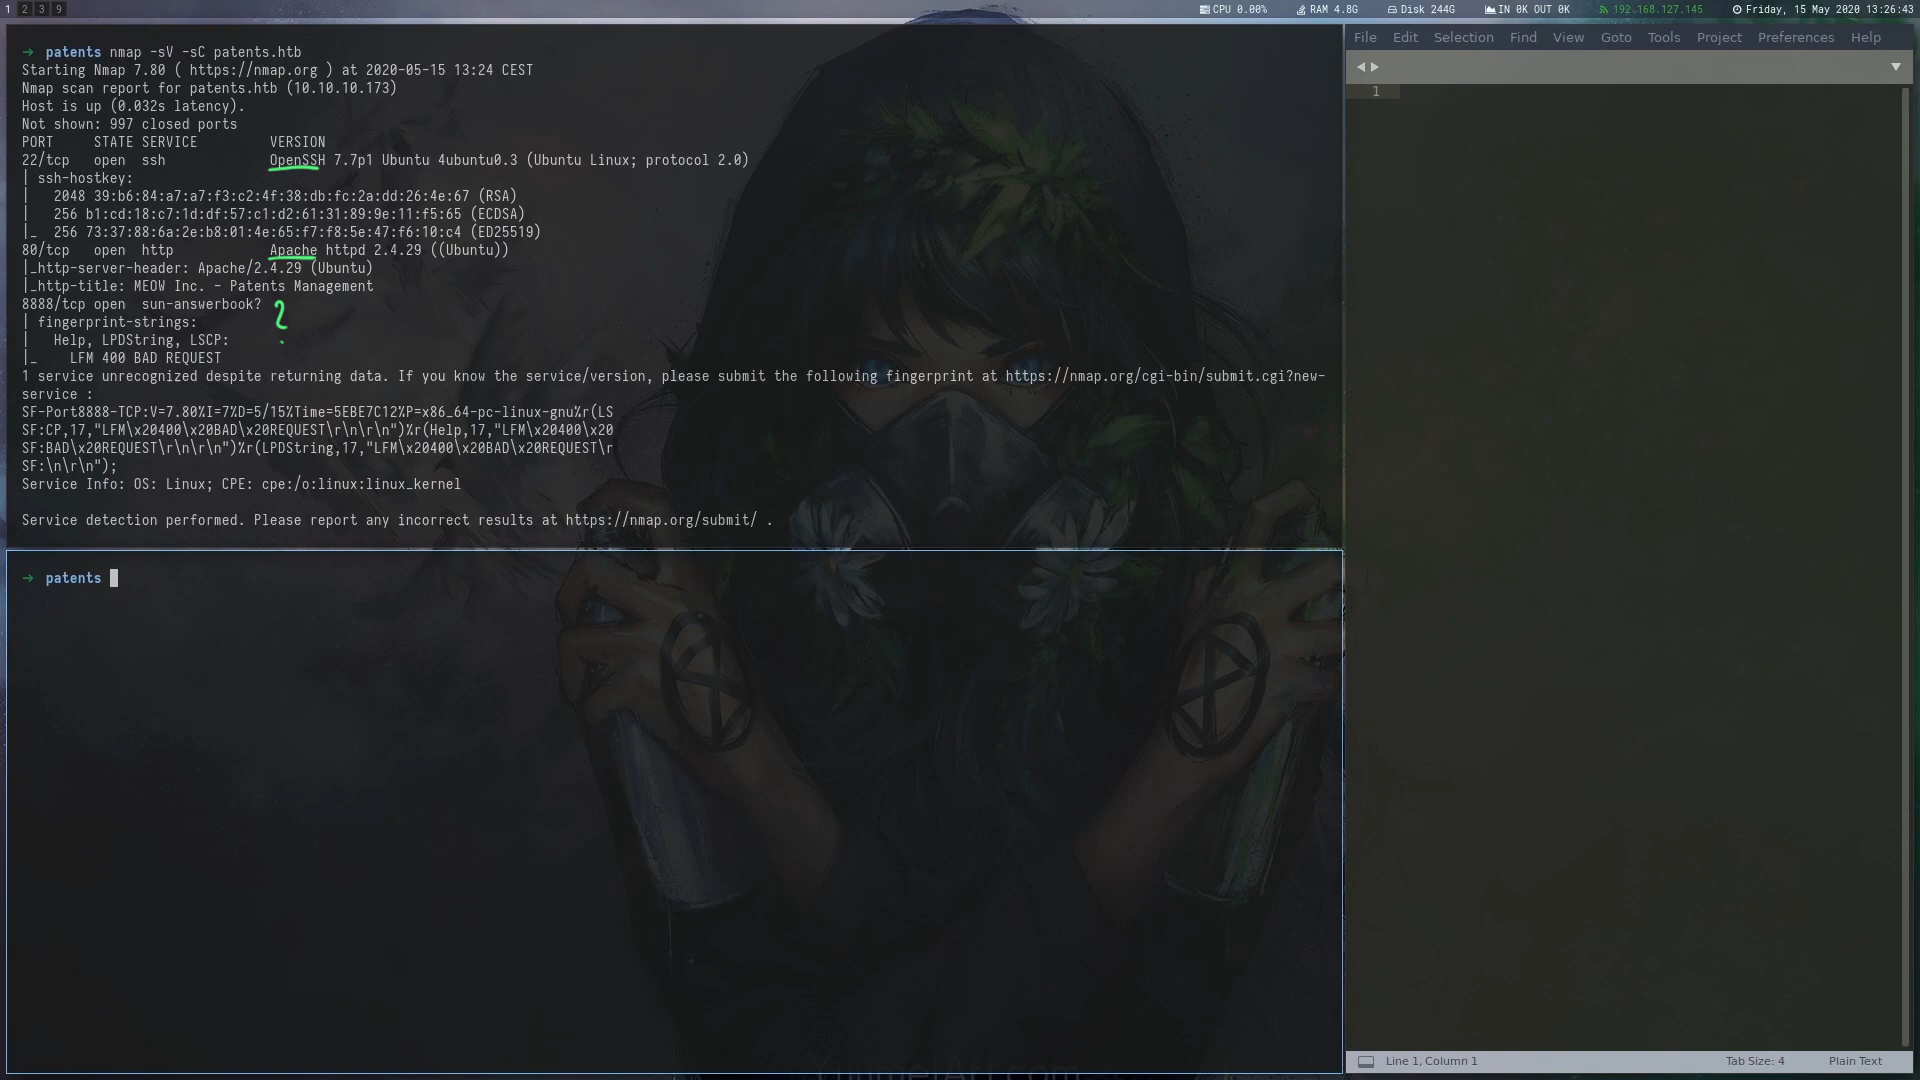 1 2 3 9 CPU 0.00% RAM 4.8G Disk 244G IN 0K OUT 0K 192.168.127.145 Friday, 15 May 2020 13:26:43
→ patents nmap -sV -sC patents.htb
Starting Nmap 7.80 ( https://nmap.org ) at 2020-05-15 13:24 CEST
Nmap scan report for patents.htb (10.10.10.173)
Host is up (0.032s latency).
Not shown: 997 closed ports
PORT     STATE SERVICE         VERSION
22/tcp   open  ssh             OpenSSH 7.7p1 Ubuntu 4ubuntu0.3 (Ubuntu Linux; protocol 2.0)
| ssh-hostkey:
|   2048 39:b6:84:a7:a7:f3:c2:4f:38:db:fc:2a:dd:26:4e:67 (RSA)
|   256 b1:cd:18:c7:1d:df:57:c1:d2:61:31:89:9e:11:f5:65 (ECDSA)
|_  256 73:37:88:6a:2e:b8:01:4e:65:f7:f8:5e:47:f6:10:c4 (ED25519)
80/tcp   open  http            Apache httpd 2.4.29 ((Ubuntu))
|_http-server-header: Apache/2.4.29 (Ubuntu)
|_http-title: MEOW Inc. - Patents Management
8888/tcp open  sun-answerbook? ?
| fingerprint-strings:
|   Help, LPDString, LSCP:
|_    LFM 400 BAD REQUEST
1 service unrecognized despite returning data. If you know the service/version, please submit the following fingerprint at https://nmap.org/cgi-bin/submit.cgi?new-
service :
SF-Port8888-TCP:V=7.80%I=7%D=5/15%Time=5EBE7C12%P=x86_64-pc-linux-gnu%r(LS
SF:CP,17,"LFM\x20400\x20BAD\x20REQUEST\r\n\r\n")%r(Help,17,"LFM\x20400\x20
SF:BAD\x20REQUEST\r\n\r\n")%r(LPDString,17,"LFM\x20400\x20BAD\x20REQUEST\r
SF:\n\r\n");
Service Info: OS: Linux; CPE: cpe:/o:linux:linux_kernel
Service detection performed. Please report any incorrect results at https://nmap.org/submit/ .
→ patents
File Edit Selection Find View Goto Tools Project Preferences Help
1
Line 1, Column 1 Tab Size: 4 Plain Text